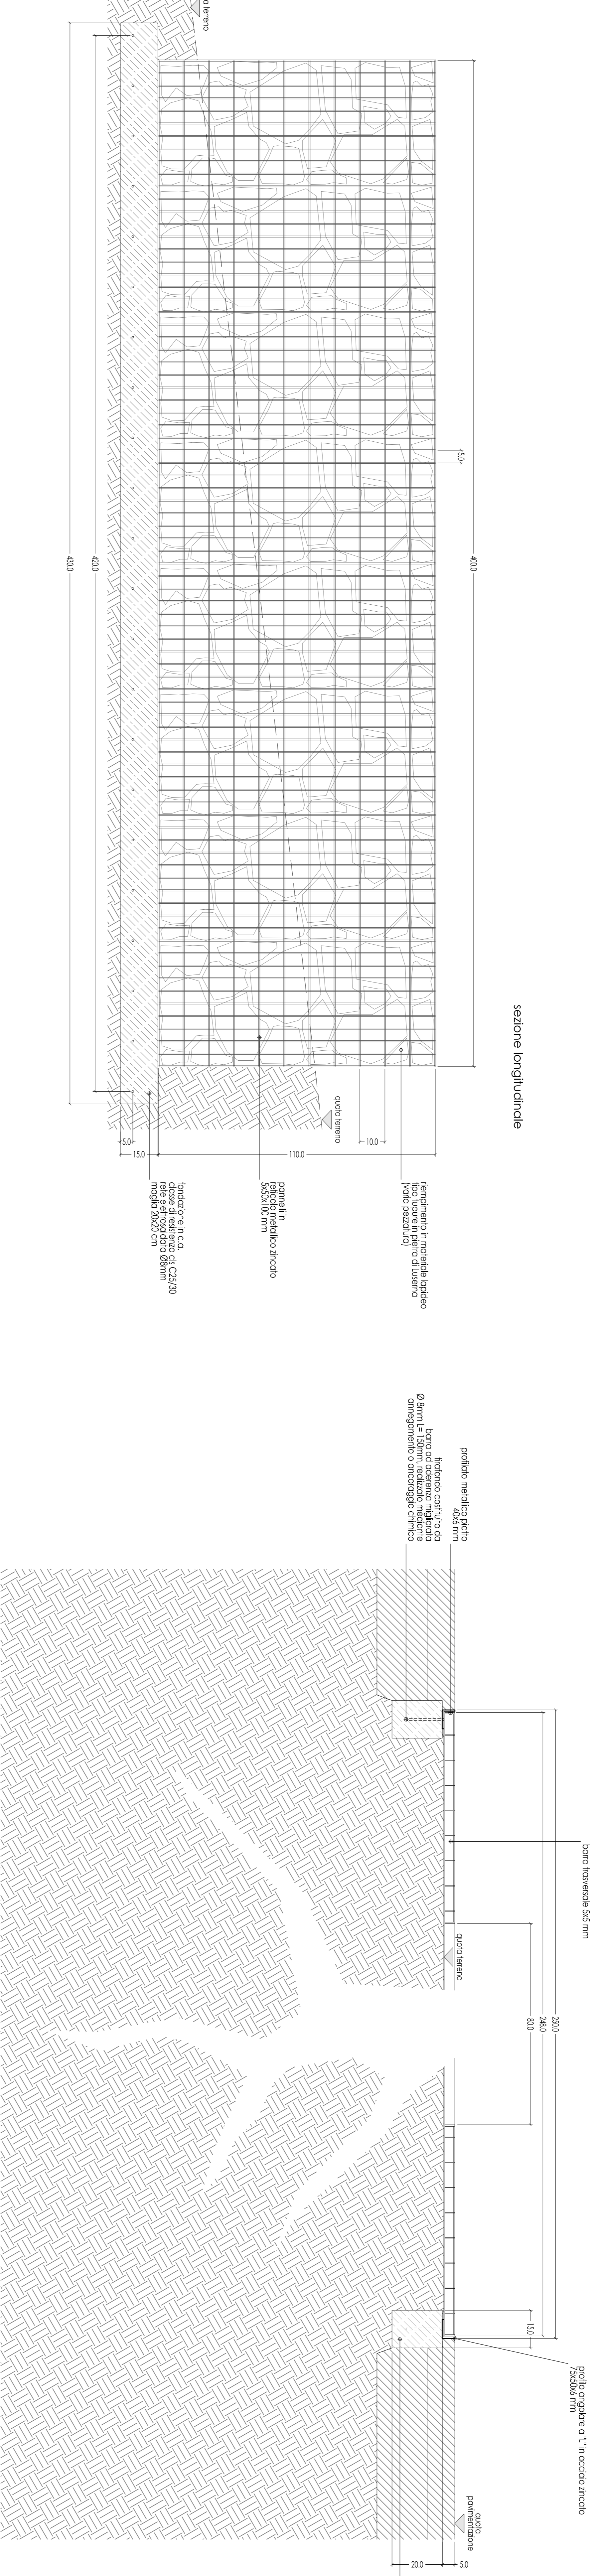 sezione longitudinale
400.0
5.0
a terreno
420.0
430.0
quota terreno
10.0
110.0
15.0
5.0
riempimento in materiale lapideo
tipo tupure in pietra di Luserna
(varia pezzatura)
pannelli in
reticolo metallico zincato
5x50x100 mm
fondazione in c.a.
classe di resistenza cls C25/30
rete elettrosaldata Ø8mm
maglia 20x20 cm
profilato metallico piatto
40x6 mm
tirafondo costituito da
barra ad aderenza migliorata
Ø 8mm L= 150mm, realizzato mediante
annegamento o ancoraggio chimico
barra trasversale 5x5 mm
quota terreno
250.0
248.0
80.0
15.0
profilo angolare a "L" in acciaio zincato
75x50x6 mm
quota
pavimentazione
5.0
20.0